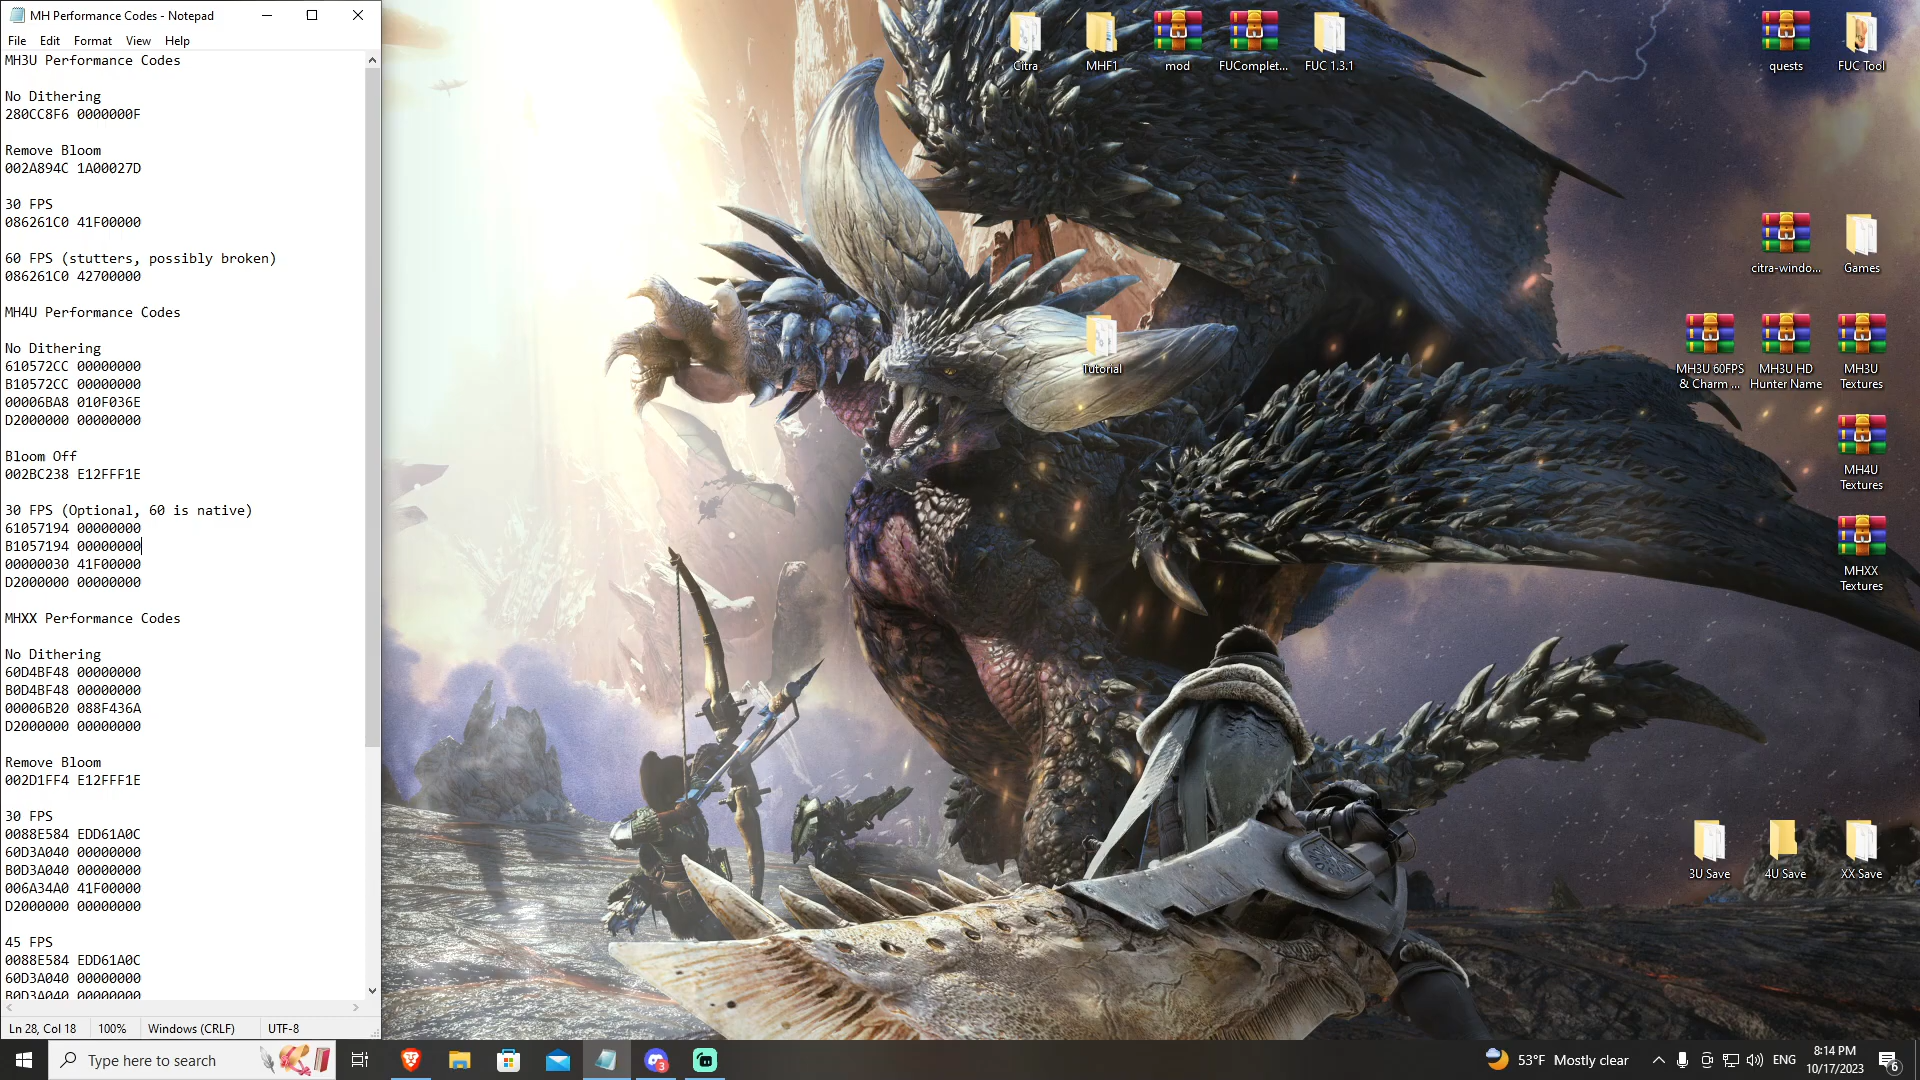 MH Performance Codes - Notepad
File Edit Format View Help
MH3U Performance Codes
No Dithering
280CC8F6 0000000F
Remove Bloom
002A894C 1A00027D
30 FPS
086261C0 41F00000
60 FPS (stutters, possibly broken)
086261C0 42700000
MH4U Performance Codes
No Dithering
610572CC 00000000
B10572CC 00000000
00006BA8 010F036E
D2000000 00000000
Bloom Off
002BC238 E12FFF1E
30 FPS (Optional, 60 is native)
61057194 00000000
B1057194 00000000
00000030 41F00000
D2000000 00000000
MHXX Performance Codes
No Dithering
60D4BF48 00000000
B0D4BF48 00000000
00006B20 088F436A
D2000000 00000000
Remove Bloom
002D1FF4 E12FFF1E
30 FPS
0088E584 EDD61A0C
60D3A040 00000000
B0D3A040 00000000
006A34A0 41F00000
D2000000 00000000
45 FPS
0088E584 EDD61A0C
60D3A040 00000000
B0D3A040 00000000
Ln 28, Col 18 100% Windows (CRLF) UTF-8
Citra
MHF1
mod
FUComplet...
FUC 1.3.1
quests
FUC Tool
citra-windo...
Games
Tutorial
MH3U 60FPS
& Charm ...
MH3U HD
Hunter Name
MH3U
Textures
MH4U
Textures
MHXX
Textures
3U Save
4U Save
XX Save
Type here to search
3
53°F Mostly clear
ENG
8:14 PM
10/17/2023
6